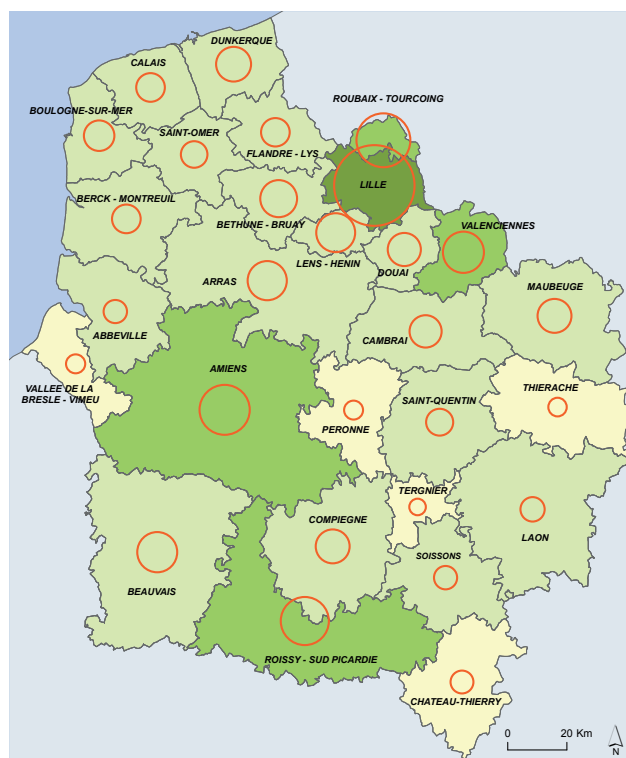 DUNKERQUE
CALAIS
ROUBAIX - TOURCOING
BOULOGNE-SUR-MER
SAINT-OMER
FLANDRE - LYS
LILLE
BERCK - MONTREUIL
BETHUNE - BRUAY
VALENCIENNES
LENS - HENIN
DOUAI
ARRAS
MAUBEUGE
ABBEVILLE
CAMBRAI
AMIENS
VALLEE DE LA
BRESLE - VIMEU
THIERACHE
SAINT-QUENTIN
PERONNE
TERGNIER
COMPIEGNE
LAON
SOISSONS
BEAUVAIS
ROISSY - SUD PICARDIE
CHATEAU-THIERRY
0 20 Km
N